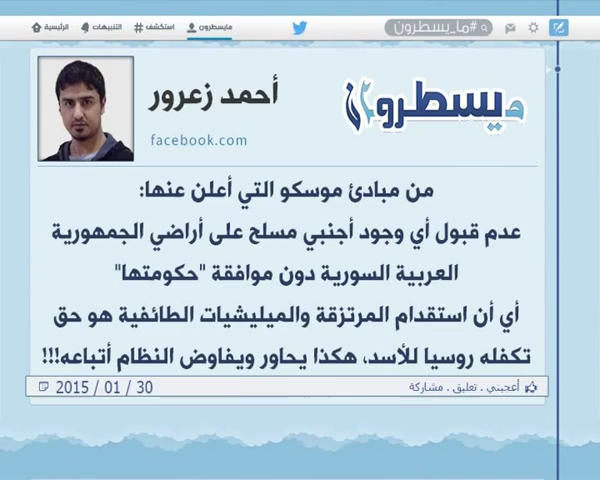 الرئيسية
التنبيهات
# استكشف
مايسطرون
#ما_يسطرون
ما يسطرون
أحمد زعرور
facebook.com
من مبادئ موسكو التي أعلن عنها:
عدم قبول أي وجود أجنبي مسلح على أراضي الجمهورية
العربية السورية دون موافقة "حكومتها"
أي أن استقدام المرتزقة والميليشيات الطائفية هو حق
تكفله روسيا للأسد، هكذا يحاور ويفاوض النظام أتباعه!!!
أعجبني . تعليق . مشاركة
30 / 01 / 2015